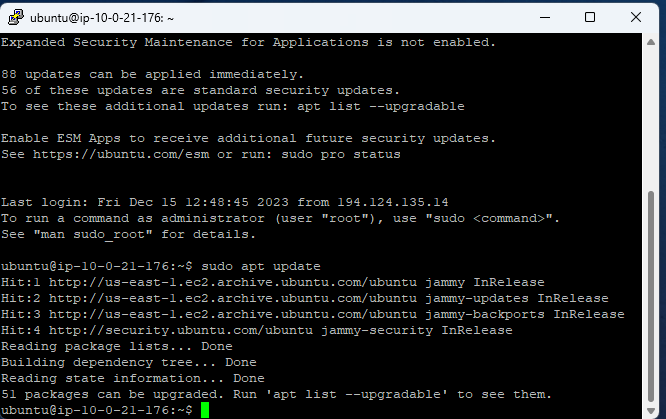 ubuntu@ip-10-0-21-176: ~
Expanded Security Maintenance for Applications is not enabled.
88 updates can be applied immediately.
56 of these updates are standard security updates.
To see these additional updates run: apt list --upgradable
Enable ESM Apps to receive additional future security updates.
See https://ubuntu.com/esm or run: sudo pro status
Last login: Fri Dec 15 12:48:45 2023 from 194.124.135.14
To run a command as administrator (user "root"), use "sudo <command>".
See "man sudo_root" for details.
ubuntu@ip-10-0-21-176:~$ sudo apt update
Hit:1 http://us-east-1.ec2.archive.ubuntu.com/ubuntu jammy InRelease
Hit:2 http://us-east-1.ec2.archive.ubuntu.com/ubuntu jammy-updates InRelease
Hit:3 http://us-east-1.ec2.archive.ubuntu.com/ubuntu jammy-backports InRelease
Hit:4 http://security.ubuntu.com/ubuntu jammy-security InRelease
Reading package lists... Done
Building dependency tree... Done
Reading state information... Done
51 packages can be upgraded. Run 'apt list --upgradable' to see them.
ubuntu@ip-10-0-21-176:~$